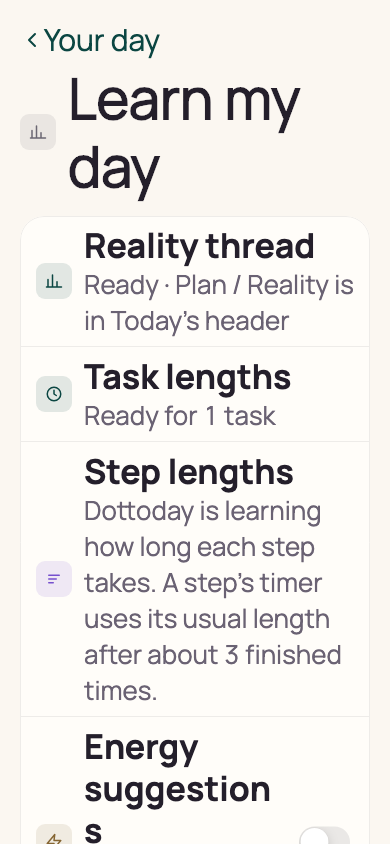 Your day
Learn my
day
Reality thread
Ready · Plan / Reality is
in Today's header
Task lengths
Ready for 1 task
Step lengths
Dottoday is learning
how long each step
takes. A step's timer
uses its usual length
after about 3 finished
times.
Energy
suggestion
s